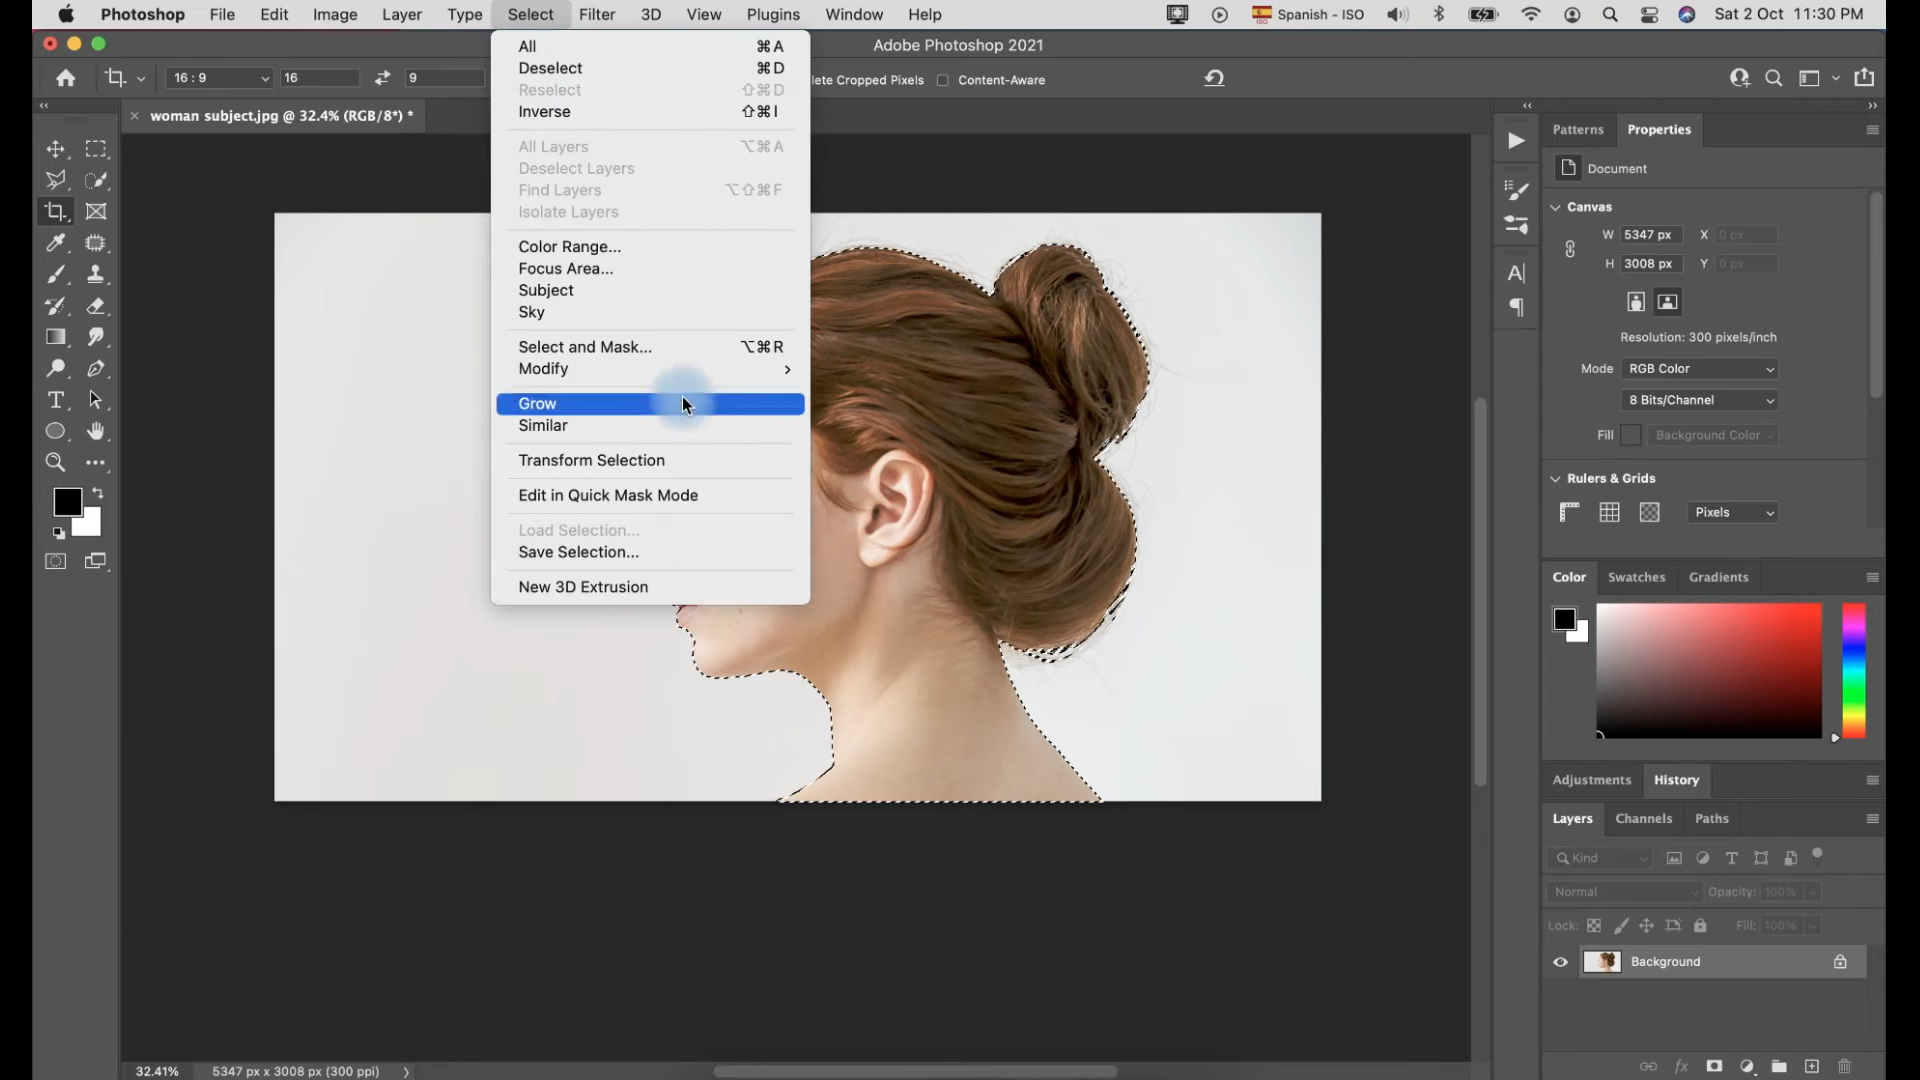 Photoshop File Edit Image Layer Type Select Filter 3D View Plugins Window Help Spanish - ISO Sat 2 Oct 11:30 PM
Adobe Photoshop 2021
16 : 9 16 9 lete Cropped Pixels Content-Aware
woman subject.jpg @ 32.4% (RGB/8*) *
All ⌘A
Deselect ⌘D
Reselect ⇧⌘D
Inverse ⇧⌘I
All Layers ⌥⌘A
Deselect Layers
Find Layers ⌥⇧⌘F
Isolate Layers
Color Range...
Focus Area...
Subject
Sky
Select and Mask... ⌥⌘R
Modify
Grow
Similar
Transform Selection
Edit in Quick Mask Mode
Load Selection...
Save Selection...
New 3D Extrusion
Patterns Properties
Document
Canvas
W 5347 px X 0 px
H 3008 px Y 0 px
Resolution: 300 pixels/inch
Mode RGB Color
8 Bits/Channel
Fill Background Color
Rulers & Grids
Pixels
Color Swatches Gradients
Adjustments History
Layers Channels Paths
Kind
Normal Opacity: 100%
Lock: Fill: 100%
Background
32.41% 5347 px x 3008 px (300 ppi)